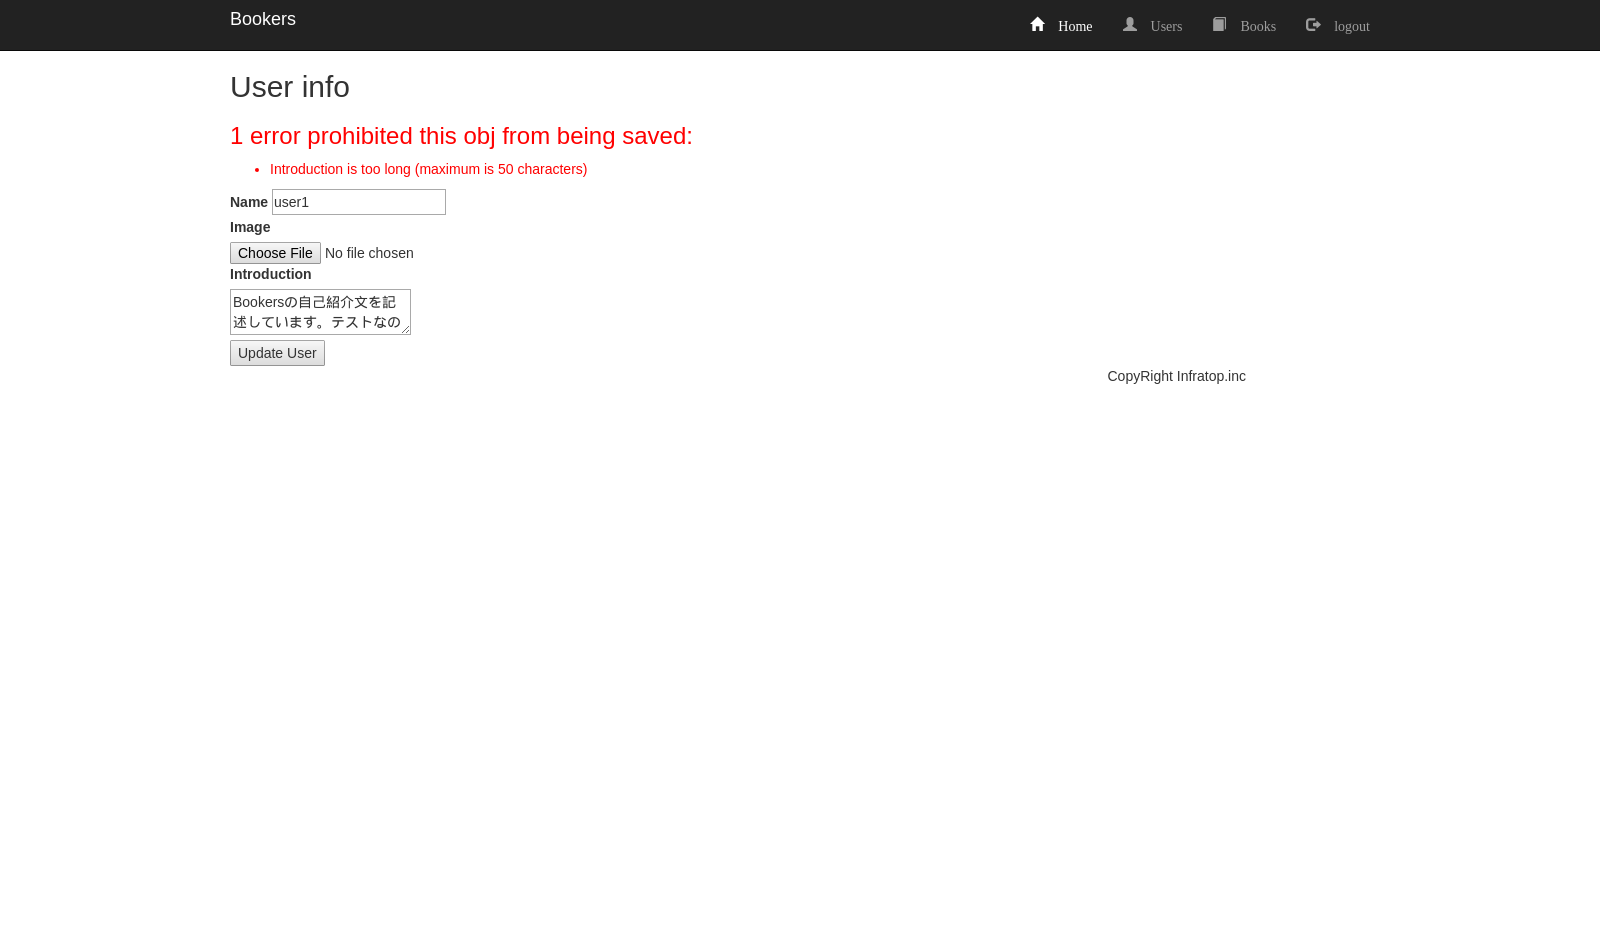 Bookers
Home Users Books logout
User info
1 error prohibited this obj from being saved:
Introduction is too long (maximum is 50 characters)
Name user1
Image
Choose File No file chosen
Introduction
Bookersの自己紹介文を記
述しています。テストなの
Update User
CopyRight Infratop.inc